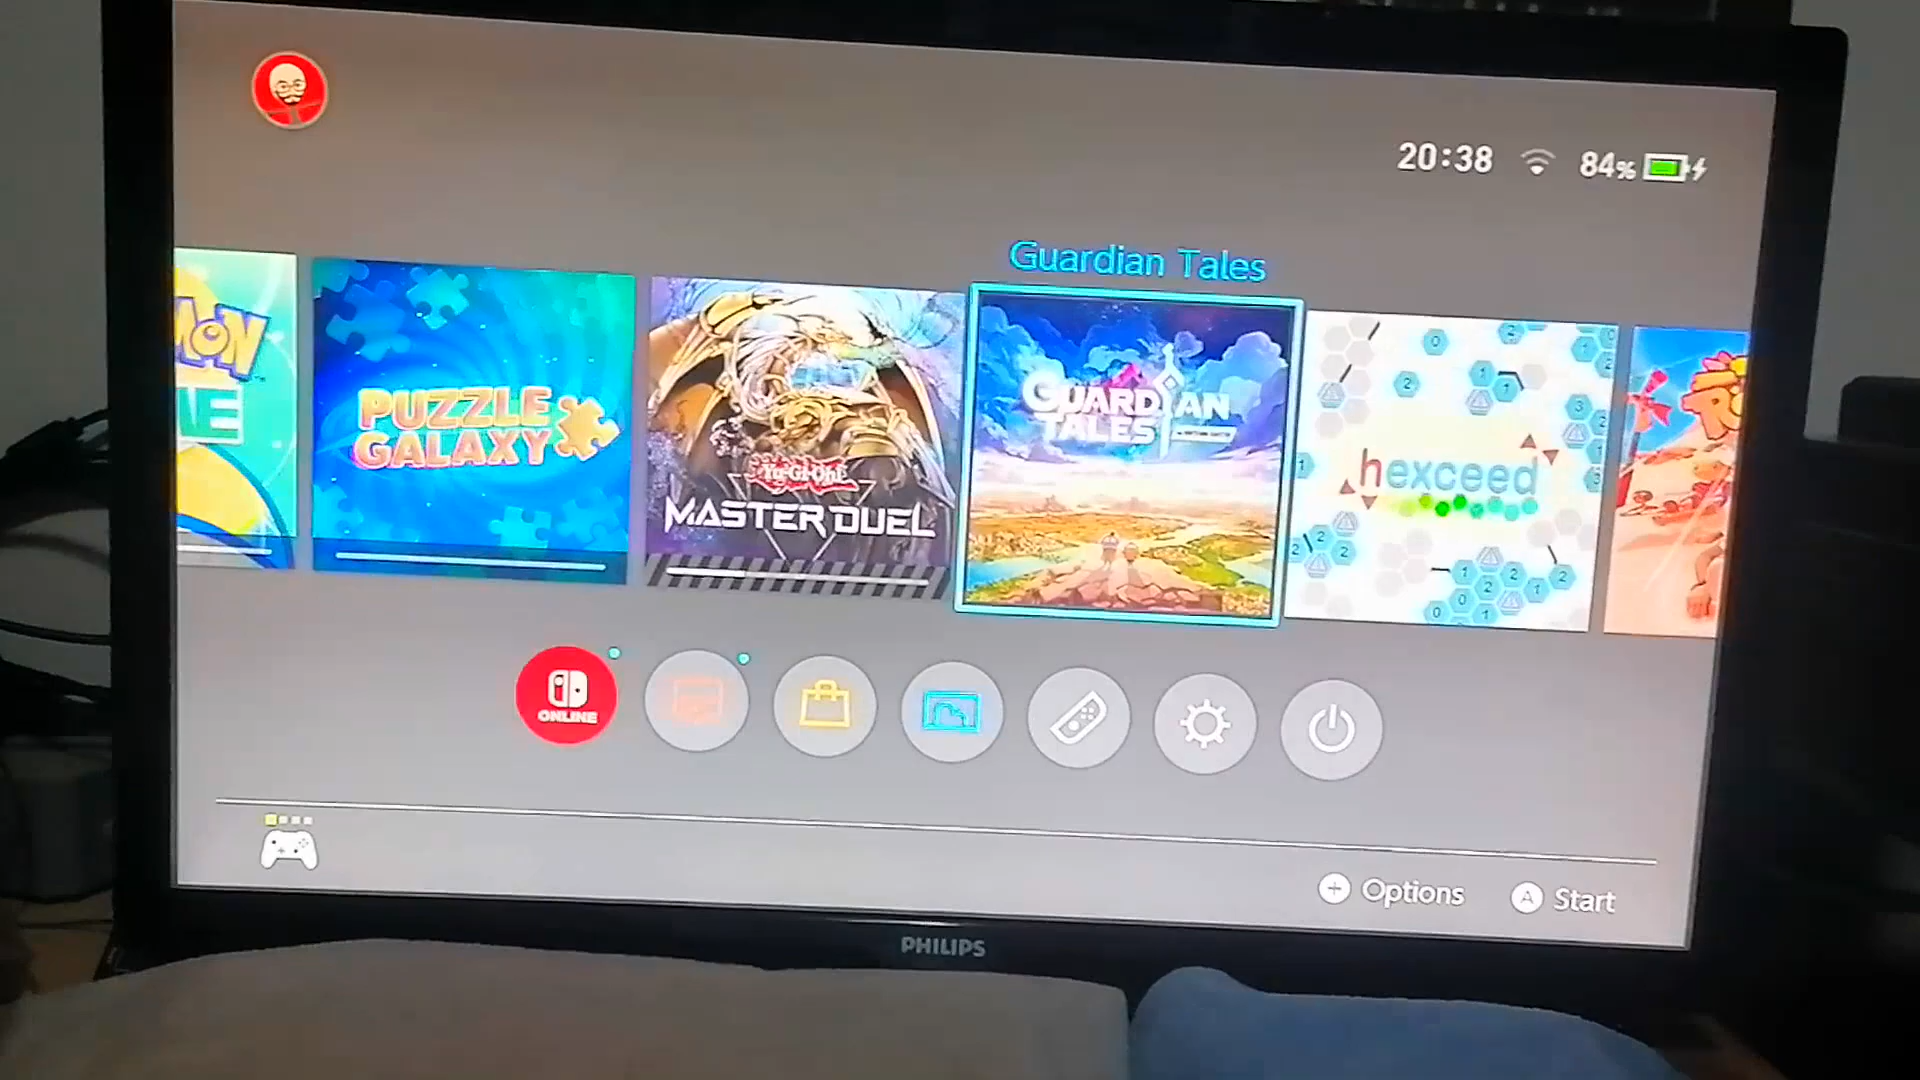 20:38
84%
Guardian Tales
MON
PUZZLE
GALAXY
Yu-Gi-Oh!
MASTER DUEL
GUARDIAN
TALES
hexceed
ONLINE
Options
A Start
PHILIPS